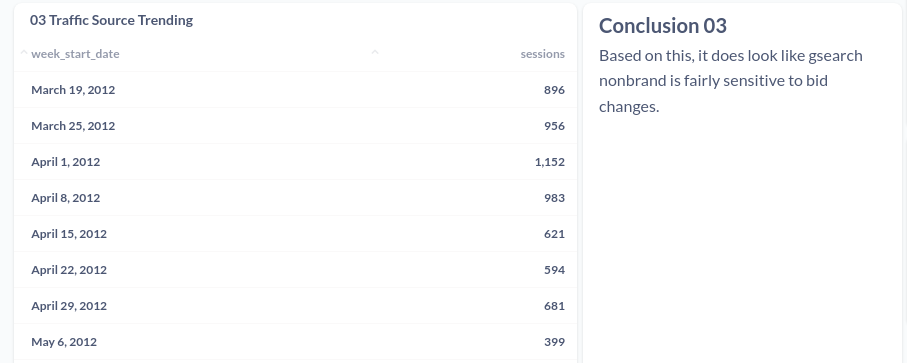 03 Traffic Source Trending
week_start_date sessions
March 19, 2012 896
March 25, 2012 956
April 1, 2012 1,152
April 8, 2012 983
April 15, 2012 621
April 22, 2012 594
April 29, 2012 681
May 6, 2012 399
Conclusion 03
Based on this, it does look like gsearch
nonbrand is fairly sensitive to bid
changes.